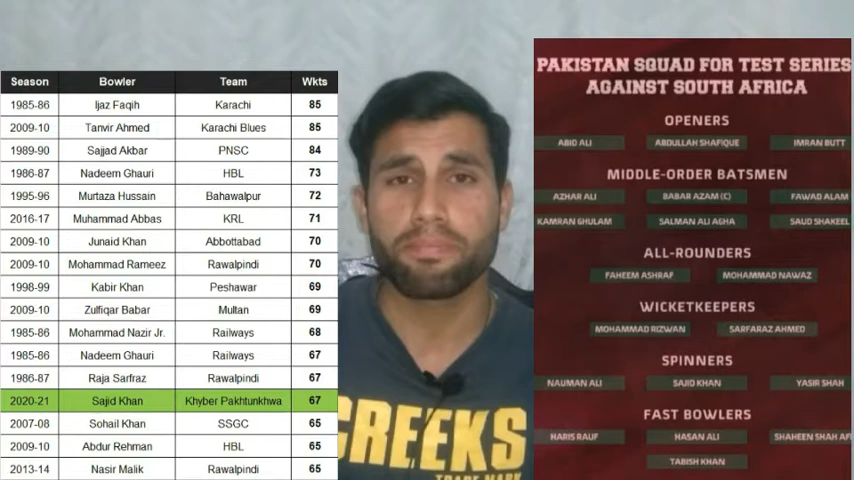 Season Bowler Team Wkts
1985-86 Ijaz Faqih Karachi 85
2009-10 Tanvir Ahmed Karachi Blues 85
1989-90 Sajjad Akbar PNSC 84
1986-87 Nadeem Ghauri HBL 73
1995-96 Murtaza Hussain Bahawalpur 72
2016-17 Muhammad Abbas KRL 71
2009-10 Junaid Khan Abbottabad 70
2009-10 Mohammad Rameez Rawalpindi 70
1998-99 Kabir Khan Peshawar 69
2009-10 Zulfiqar Babar Multan 69
1985-86 Mohammad Nazir Jr. Railways 68
1985-86 Nadeem Ghauri Railways 67
1986-87 Raja Sarfraz Rawalpindi 67
2020-21 Sajid Khan Khyber Pakhtunkhwa 67
2007-08 Sohail Khan SSGC 65
2009-10 Abdur Rehman HBL 65
2013-14 Nasir Malik Rawalpindi 65
CREEKS
TRADE MARK
PAKISTAN SQUAD FOR TEST SERIES
AGAINST SOUTH AFRICA
OPENERS
ABID ALI ABDULLAH SHAFIQUE IMRAN BUTT
MIDDLE-ORDER BATSMEN
AZHAR ALI BABAR AZAM (C) FAWAD ALAM
KAMRAN GHULAM SALMAN ALI AGHA SAUD SHAKEEL
ALL-ROUNDERS
FAHEEM ASHRAF MOHAMMAD NAWAZ
WICKETKEEPERS
MOHAMMAD RIZWAN SARFARAZ AHMED
SPINNERS
NAUMAN ALI SAJID KHAN YASIR SHAH
FAST BOWLERS
HARIS RAUF HASAN ALI SHAHEEN SHAH AF
TABISH KHAN